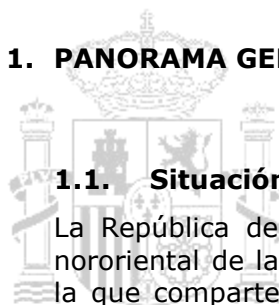 1. PANORAMA GE
1.1. Situación
La República de
nororiental de la
la que comparte